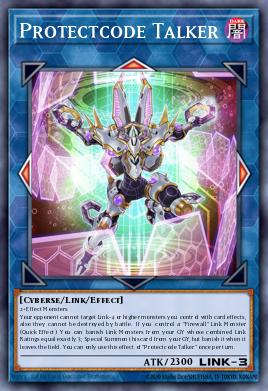 Protectcode Talker
DARK
[Cyberse/Link/Effect]
2+ Effect Monsters
Your opponent cannot target Link-4 or higher monsters you control with card effects,
also they cannot be destroyed by battle. If you control a "Firewall" Link Monster
(Quick Effect): You can banish Link Monsters from your GY whose combined Link
Ratings equal exactly 3; Special Summon this card from your GY, but banish it when it
leaves the field. You can only use this effect of "Protectcode Talker" once per turn.
ATK/2300 LINK-3